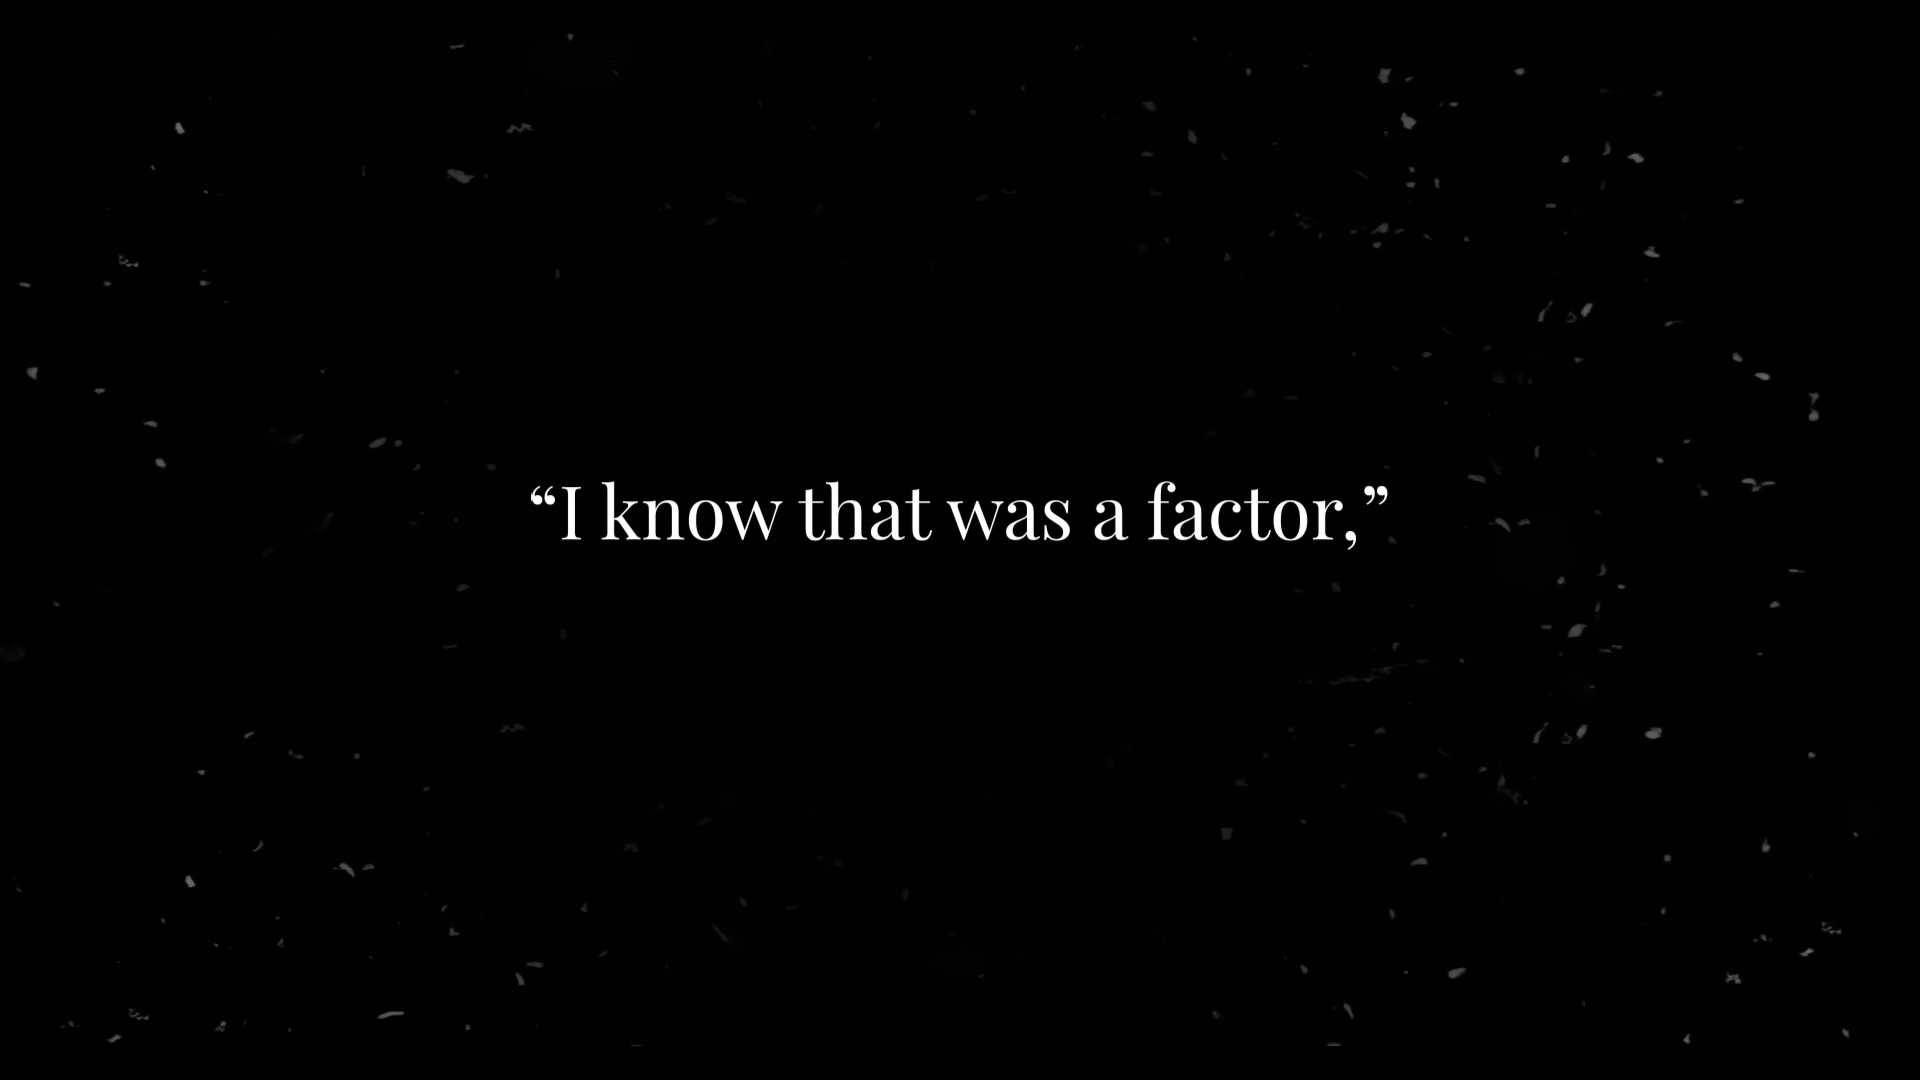 “I know that was a factor,”